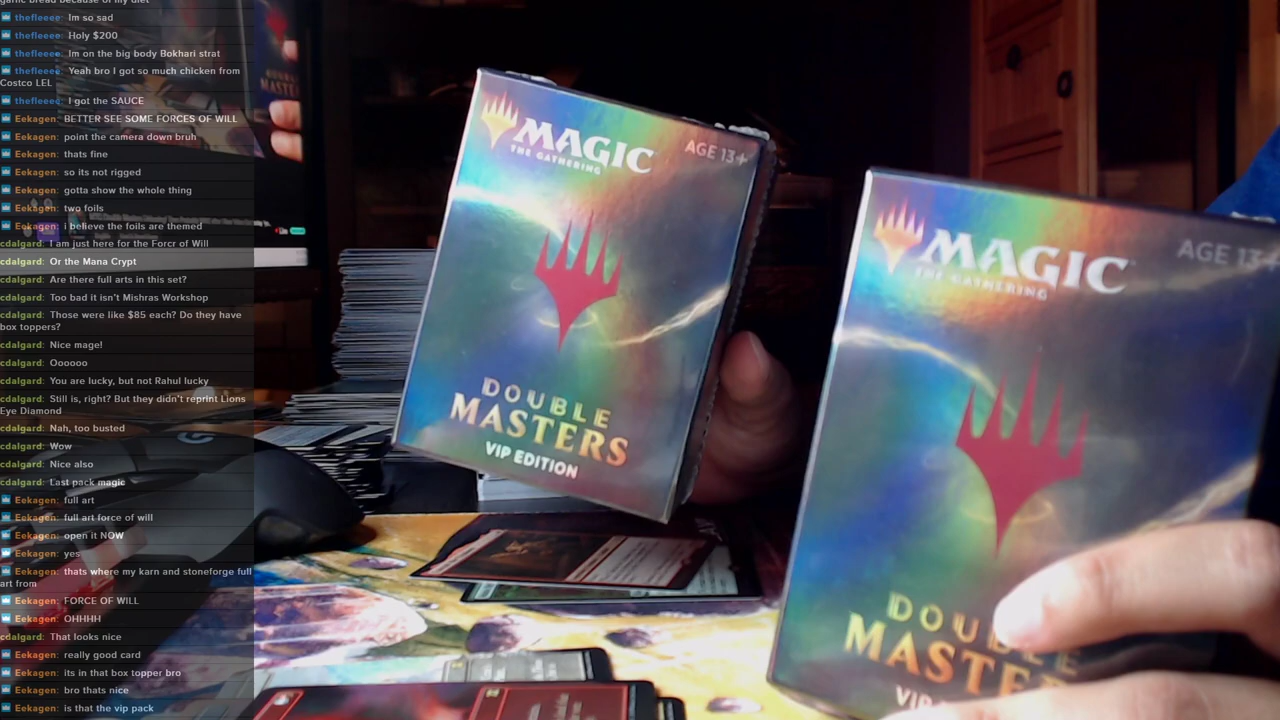 garlic bread because of my diet
thefleeee: Im so sad
thefleeee: Holy $200
thefleeee: Im on the big body Bokhari strat
thefleeee: Yeah bro I got so much chicken from
Costco LEL
thefleeee: I got the SAUCE
Eekagen: BETTER SEE SOME FORCES OF WILL
Eekagen: point the camera down bruh
Eekagen: thats fine
Eekagen: so its not rigged
Eekagen: gotta show the whole thing
Eekagen: two foils
Eekagen: i believe the foils are themed
cdalgard: I am just here for the Forcr of Will
cdalgard: Or the Mana Crypt
cdalgard: Are there full arts in this set?
cdalgard: Too bad it isn't Mishras Workshop
cdalgard: Those were like $85 each? Do they have
box toppers?
cdalgard: Nice mage!
cdalgard: Oooooo
cdalgard: You are lucky, but not Rahul lucky
cdalgard: Still is, right? But they didn't reprint Lions
Eye Diamond
cdalgard: Nah, too busted
cdalgard: Wow
cdalgard: Nice also
cdalgard: Last pack magic
Eekagen: full art
Eekagen: full art force of will
Eekagen: open it NOW
Eekagen: yes
Eekagen: thats where my karn and stoneforge full
art from
Eekagen: FORCE OF WILL
Eekagen: OHHHH
cdalgard: That looks nice
Eekagen: really good card
Eekagen: its in that box topper bro
Eekagen: bro thats nice
Eekagen: is that the vip pack
MAGIC
THE GATHERING
AGE 13+
DOUBLE
MASTERS
VIP EDITION
MAGIC
THE GATHERING
AGE 13+
DOUBLE
MASTERS
VIP